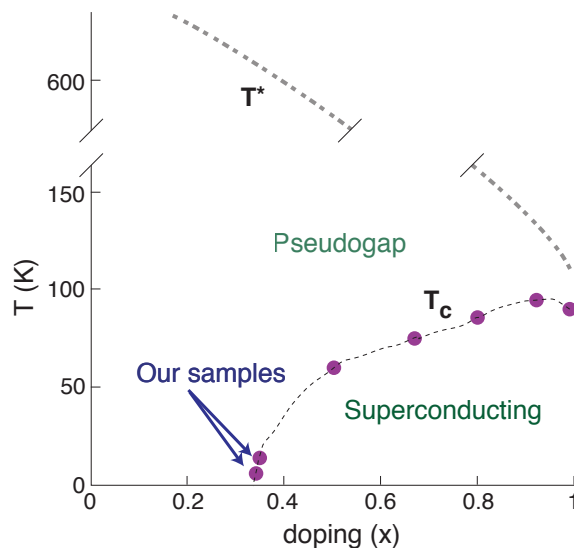 600
T*
150
Pseudogap
T (K)
100
Tc
Our samples
50
Superconducting
0
0 0.2 0.4 0.6 0.8 1
doping (x)